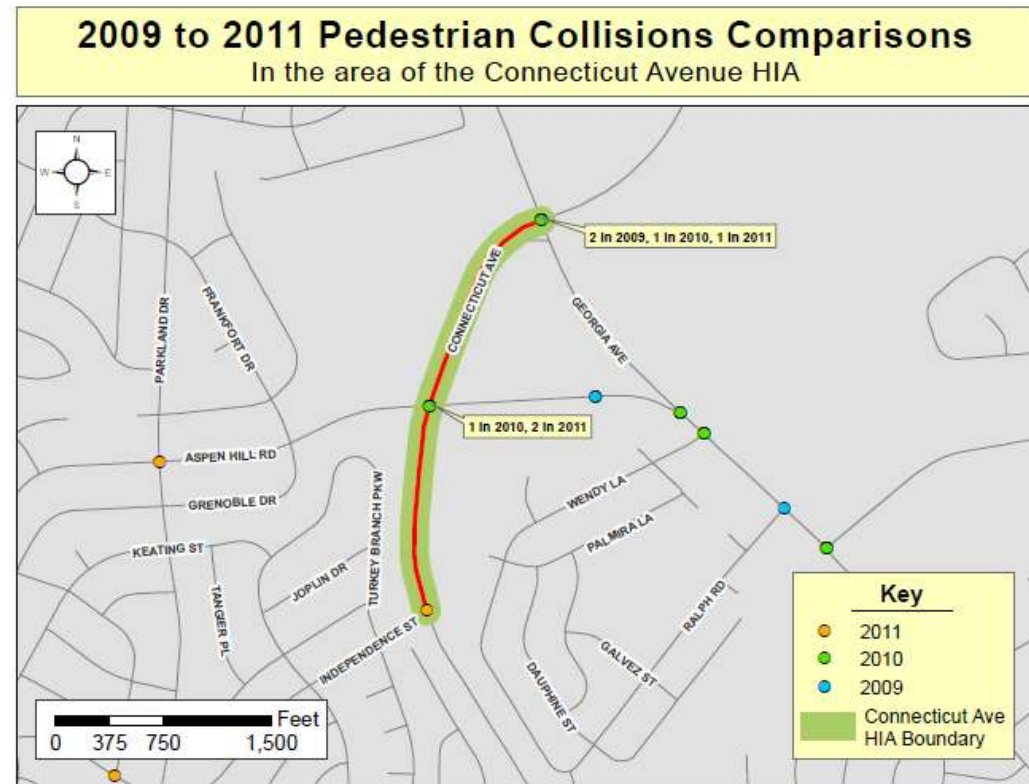 2009 to 2011 Pedestrian Collisions Comparisons
In the area of the Connecticut Avenue HIA
N
W E
S
2 In 2009, 1 In 2010, 1 In 2011
CONNECTICUT AVE
GEORGIA AVE
PARKLAND DR
FRANKFORT DR
1 In 2010, 2 In 2011
ASPEN HILL RD
GRENOBLE DR
TURKEY BRANCH PKW
WENDY LA
PALMIRA LA
KEATING ST
JOPLIN DR
TANGIER PL
INDEPENDENCE ST
RALPH RD
GALVEZ ST
DAUPHINE ST
Key
2011
2010
2009
Connecticut Ave
HIA Boundary
Feet
0 375 750 1,500